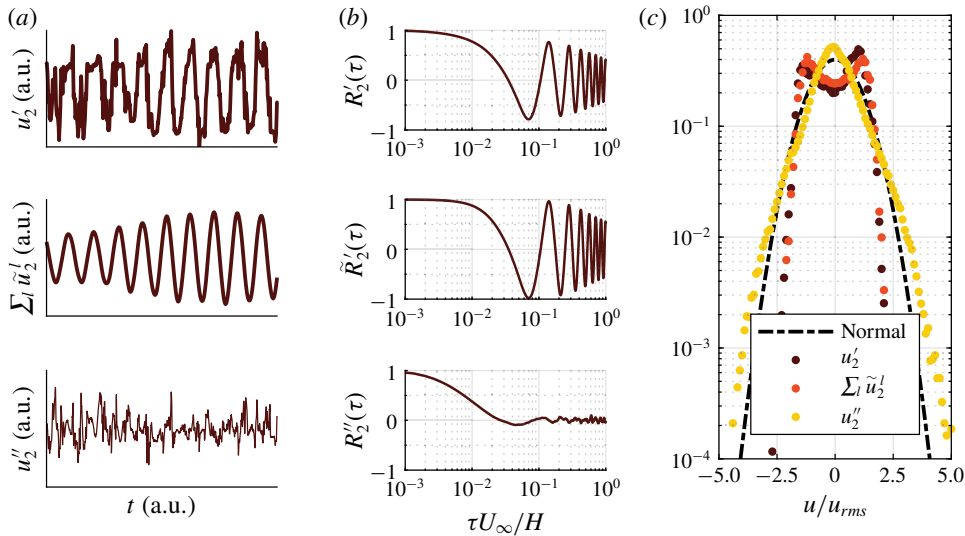 (a)
u′₂ (a.u.)
Σₗ ũ₂ˡ (a.u.)
u″₂ (a.u.)
t (a.u.)
(b)
1
0
−1
10⁻³ 10⁻² 10⁻¹ 10⁰
R′₂(τ)
1
0
−1
10⁻³ 10⁻² 10⁻¹ 10⁰
R̃′₂(τ)
1
0
−1
10⁻³ 10⁻² 10⁻¹ 10⁰
R″₂(τ)
τU∞/H
(c)
10⁰
10⁻¹
10⁻²
10⁻³
10⁻⁴
−5.0 −2.5 0 2.5 5.0
u/uᵣₘₛ
Normal
u′₂
Σₗ ũ₂ˡ
u″₂